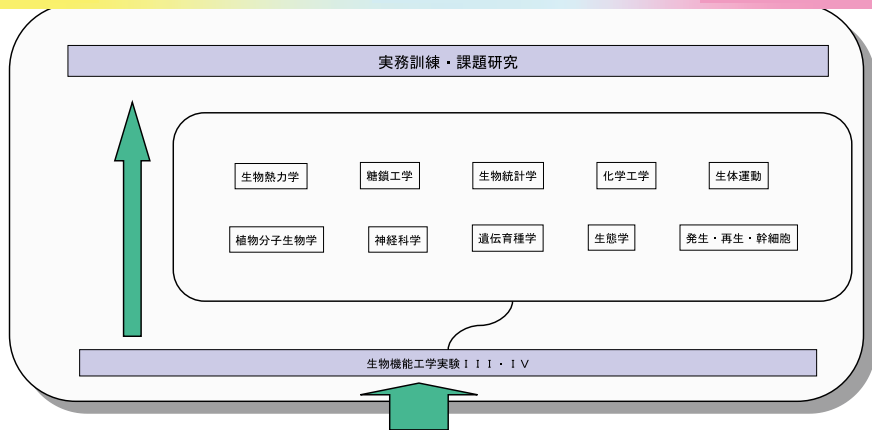 実務訓練・課題研究
生物熱力学
糖鎖工学
生物統計学
化学工学
生体運動
植物分子生物学
神経科学
遺伝育種学
生態学
発生・再生・幹細胞
生物機能工学実験ＩＩＩ・ＩＶ